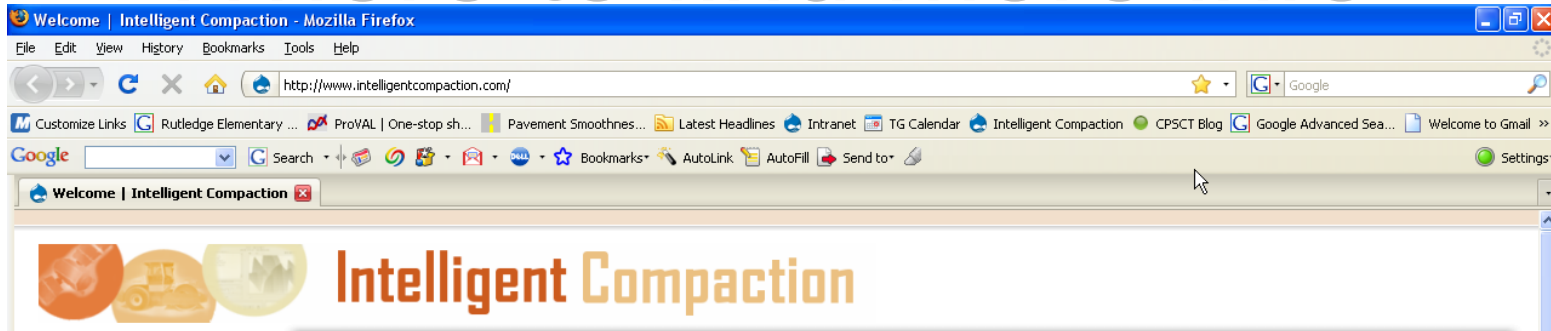 Welcome | Intelligent Compaction - Mozilla Firefox
File Edit View History Bookmarks Tools Help
http://www.intelligentcompaction.com/ G Google
M Customize Links G Rutledge Elementary ... ProVAL | One-stop sh... Pavement Smoothnes... Latest Headlines Intranet TG Calendar Intelligent Compaction CPSCT Blog G Google Advanced Sea... Welcome to Gmail »
Google G Search DELL Bookmarks AutoLink AutoFill Send to Settings
Welcome | Intelligent Compaction
Intelligent Compaction